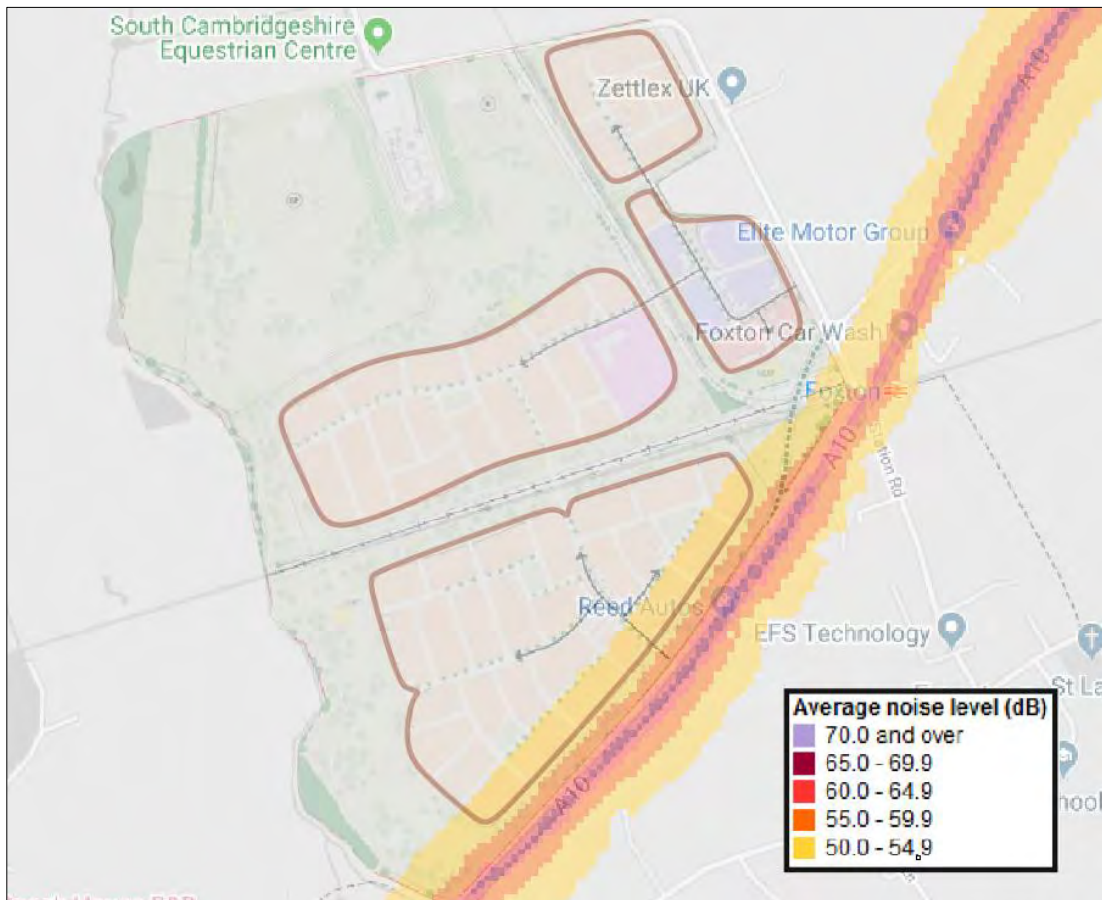 South Cambridgeshire
Equestrian Centre
Zettlex UK
A10
Elite Motor Group
Foxton Car Wash
Foxton
A10
Station Rd
Reed Autos
EFS Technology
St La
A10
Average noise level (dB)
70.0 and over
65.0 - 69.9
60.0 - 64.9
55.0 - 59.9
50.0 - 54.9